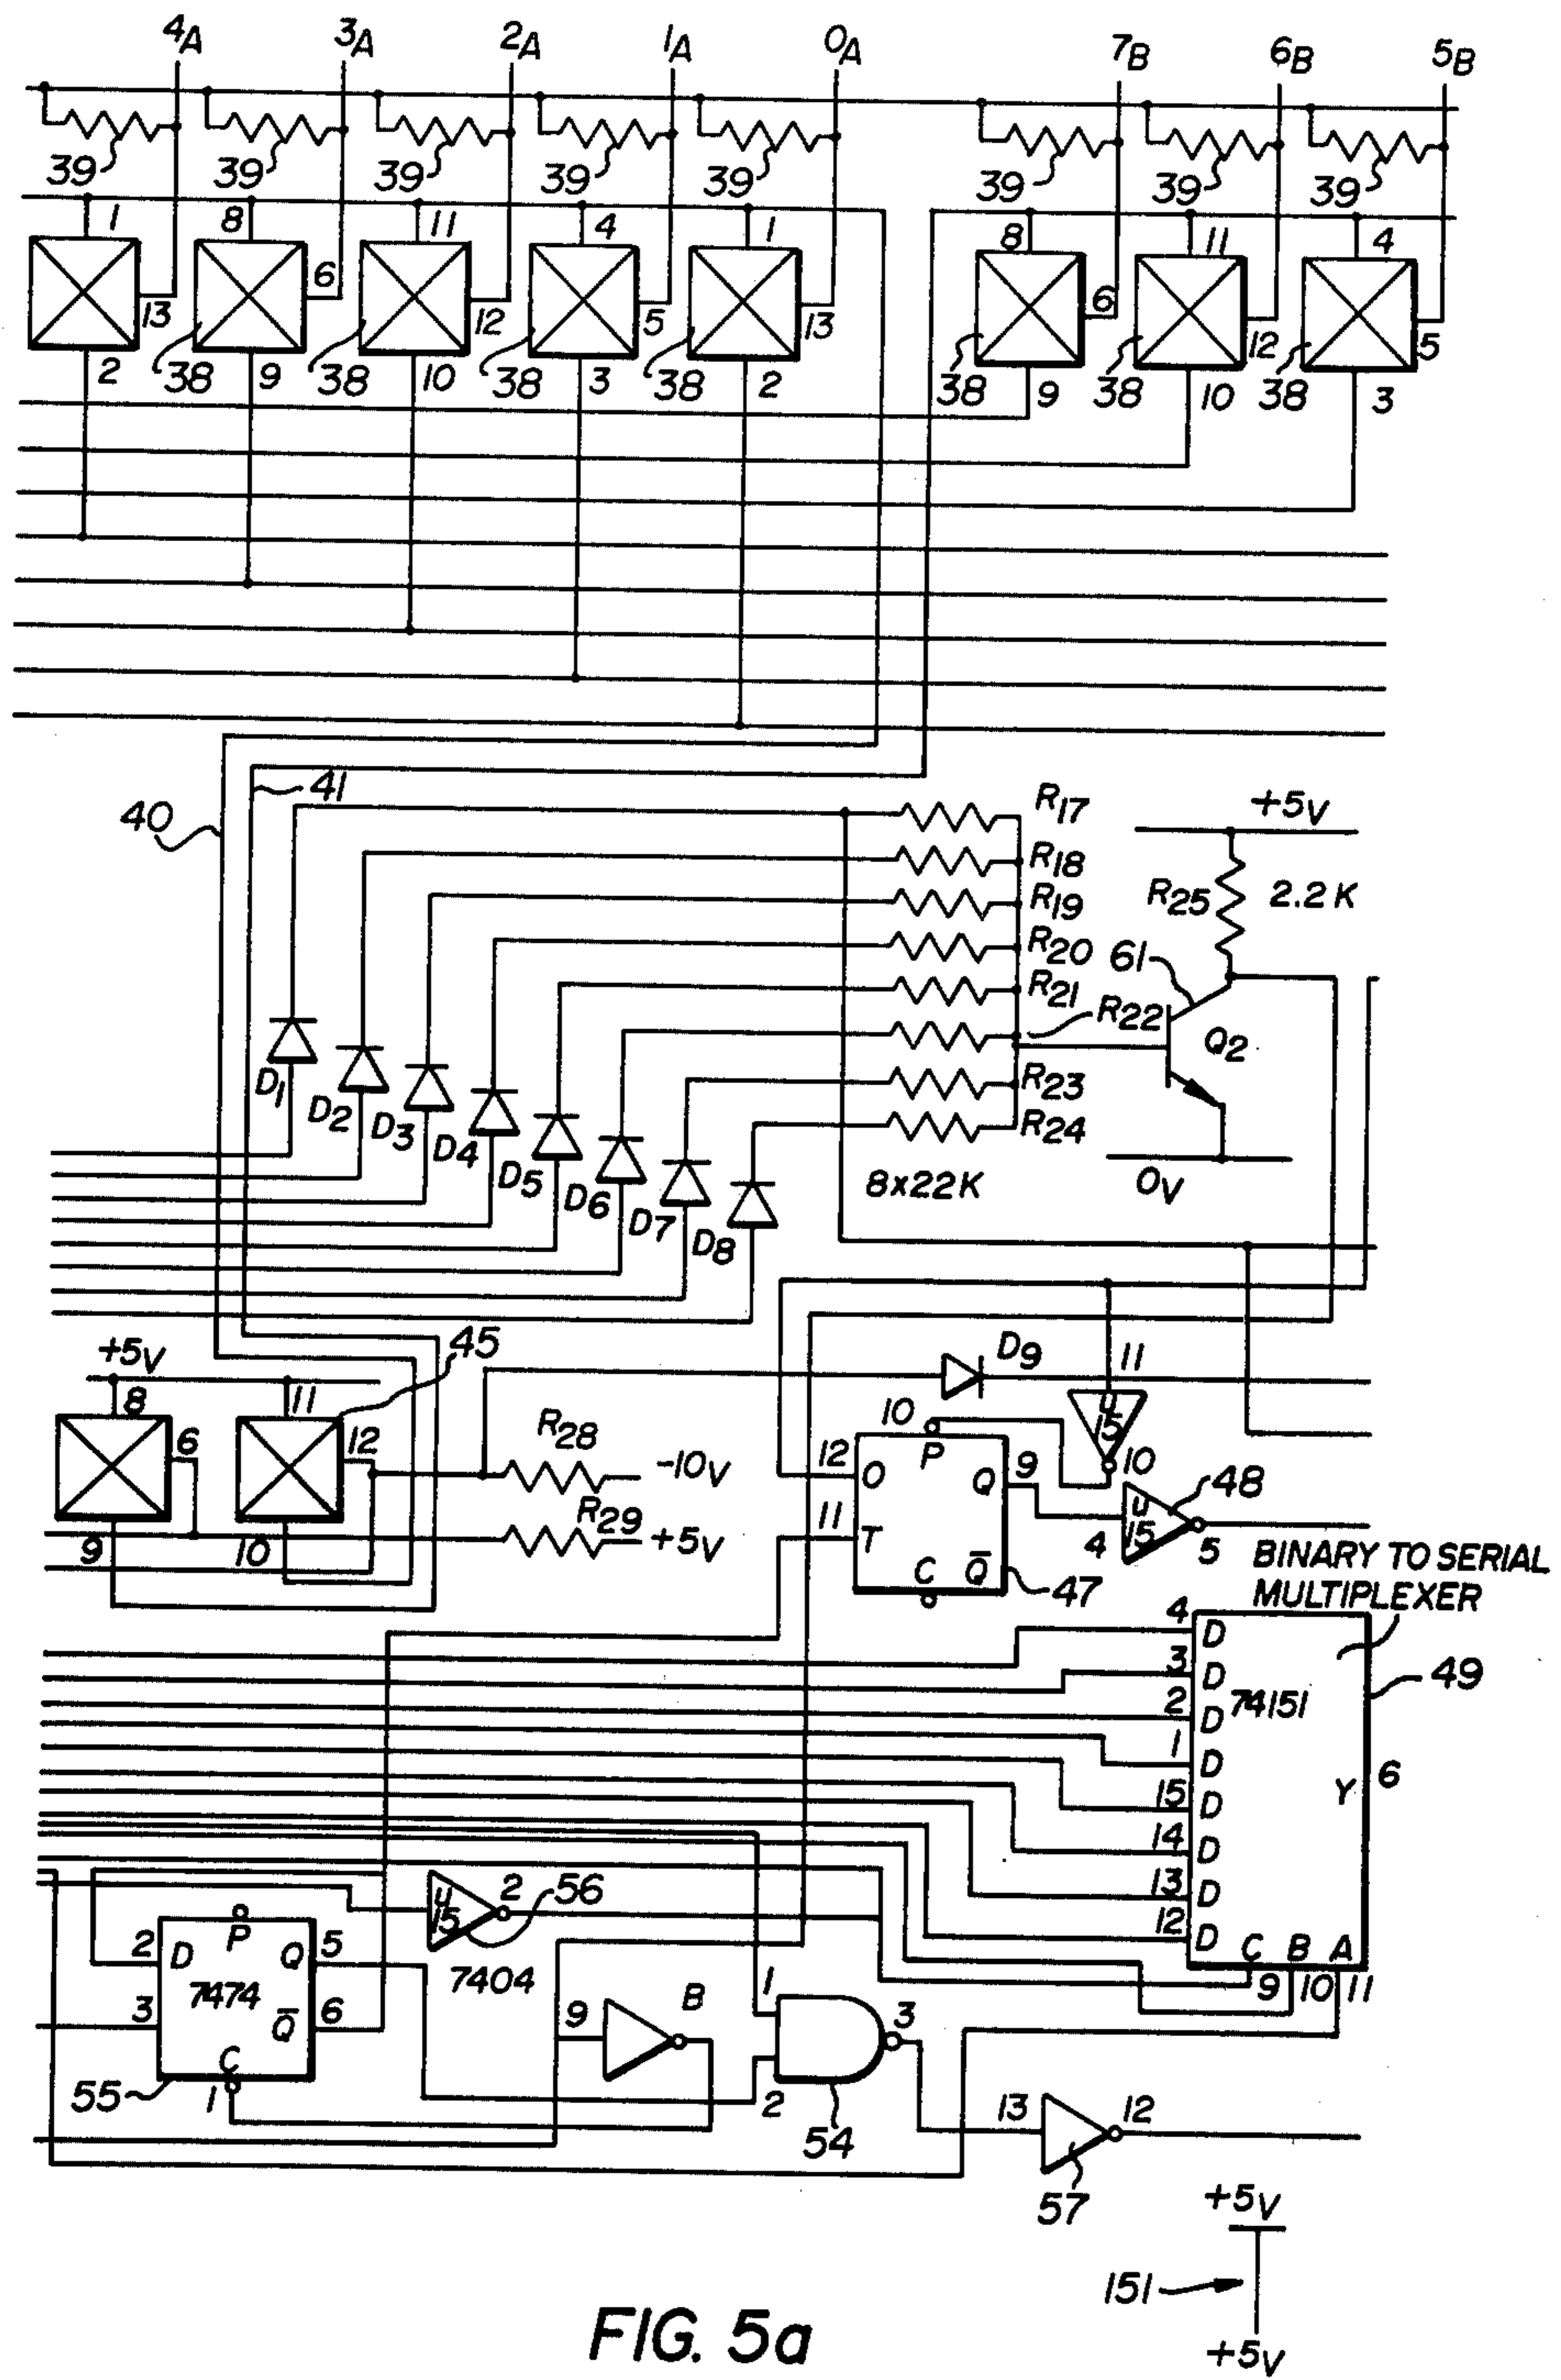 4A 3A 2A 1A 0A 7B 6B 5B
39 39 39 39 39 39 39 39
1 8 11 4 1 8 11 4
13 6 12 5 13 6 12 5
38 38 38 38 38 38 38
2 9 10 3 2 9 10 3
40 41
R17 +5V
R18
R25 2.2K
R19
R20 61
R21
R22 Q2
D1 D2 D3 D4 D5 D6 D7 D8
R23
R24
8x22K 0V
+5V 45 D9 11
8 11
6 12 R28 -10V
10 U 15 10
12 O P Q 9
R29 +5V 11 T
9 10
C Q̅ 47
4 U 15 5 48
BINARY TO SERIAL
MULTIPLEXER
4 D
3 D 49
2 D 74151
1 D
15 D Y 6
14 D
13 D
12 D
C B A
9 10 11
U 15 2 56
7404
P
2 D Q 5
7474
3 Q̅ 6
C
55 1
9 B
1 3
2
54
13 12
57
+5V
151
+5V
FIG. 5a